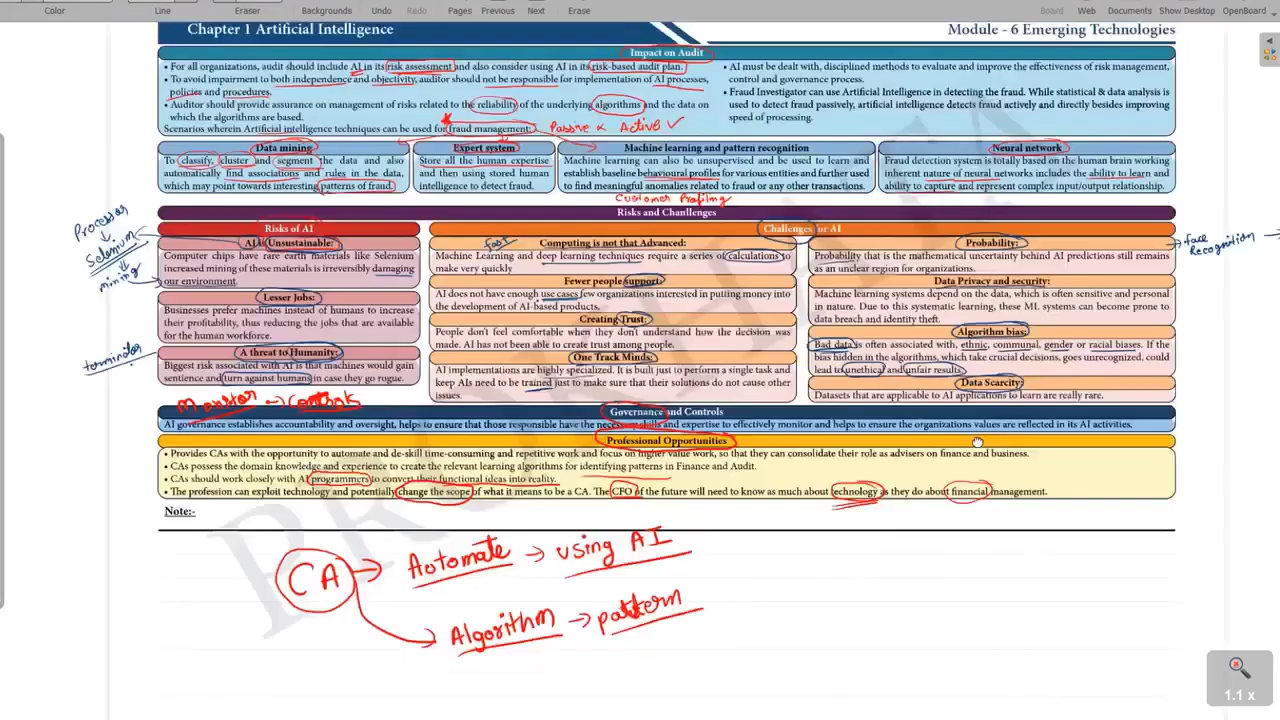 Color Line Eraser Backgrounds Undo Redo Pages Previous Next Erase Board Web Documents Show Desktop OpenBoard
Chapter 1 Artificial Intelligence
Module - 6 Emerging Technologies
Impact on Audit
• For all organizations, audit should include AI in its risk assessment and also consider using AI in its risk-based audit plan.
• To avoid impairment to both independence and objectivity, auditor should not be responsible for implementation of AI processes,
policies and procedures.
• Auditor should provide assurance on management of risks related to the reliability of the underlying algorithms and the data on
which the algorithms are based.
• AI must be dealt with, disciplined methods to evaluate and improve the effectiveness of risk management,
control and governance process.
• Fraud Investigator can use Artificial Intelligence in detecting the fraud. While statistical & data analysis is
used to detect fraud passively, artificial intelligence detects fraud actively and directly besides improving
speed of processing.
Scenarios wherein Artificial intelligence techniques can be used for fraud management:
Passive × Active ✓
Data mining
To classify, cluster and segment the data and also
automatically find associations and rules in the data,
which may point towards interesting patterns of fraud.
Expert system
Store all the human expertise
and then using stored human
intelligence to detect fraud.
Machine learning and pattern recognition
Machine learning can also be unsupervised and be used to learn and
establish baseline behavioural profiles for various entities and further used
to find meaningful anomalies related to fraud or any other transactions.
Customer Profiling
Neural network
Fraud detection system is totally based on the human brain working
inherent nature of neural networks includes the ability to learn and
ability to capture and represent complex input/output relationship.
Risks and Chanllenges
Processor
Selenium
mining
Risks of AI
AI is Unsustainable:
Computer chips have rare earth materials like Selenium
increased mining of these materials is irreversibly damaging
our environment.
Lesser Jobs:
Businesses prefer machines instead of humans to increase
their profitability, thus reducing the jobs that are available
for the human workforce.
terminator
A threat to Humanity:
Biggest risk associated with AI is that machines would gain
sentience and turn against humans in case they go rogue.
Monitor → Controls
Challenges for AI
fast
Computing is not that Advanced:
Machine Learning and deep learning techniques require a series of calculations to
make very quickly
Fewer people support:
AI does not have enough use cases few organizations interested in putting money into
the development of AI-based products.
Creating Trust:
People don't feel comfortable when they don't understand how the decision was
made. AI has not been able to create trust among people.
One Track Minds:
AI implementations are highly specialized. It is built just to perform a single task and
keep AIs need to be trained just to make sure that their solutions do not cause other
issues.
Probability:
Probability that is the mathematical uncertainty behind AI predictions still remains
as an unclear region for organizations.
face
Recognition
Data Privacy and security:
Machine learning systems depend on the data, which is often sensitive and personal
in nature. Due to this systematic learning, these ML systems can become prone to
data breach and identity theft.
Algorithm bias:
Bad data is often associated with, ethnic, communal, gender or racial biases. If the
bias hidden in the algorithms, which take crucial decisions, goes unrecognized, could
lead to unethical and unfair results.
Data Scarcity:
Datasets that are applicable to AI applications to learn are really rare.
Governance and Controls
AI governance establishes accountability and oversight, helps to ensure that those responsible have the necessary skills and expertise to effectively monitor and helps to ensure the organizations values are reflected in its AI activities.
Professional Opportunities
• Provides CAs with the opportunity to automate and de-skill time-consuming and repetitive work and focus on higher value work, so that they can consolidate their role as advisers on finance and business.
• CAs possess the domain knowledge and experience to create the relevant learning algorithms for identifying patterns in Finance and Audit.
• CAs should work closely with AI programmers to convert their functional ideas into reality.
• The profession can exploit technology and potentially change the scope of what it means to be a CA. The CFO of the future will need to know as much about technology as they do about financial management.
Note:-
CA → Automate → using AI
Algorithm → pattern
1.1 x